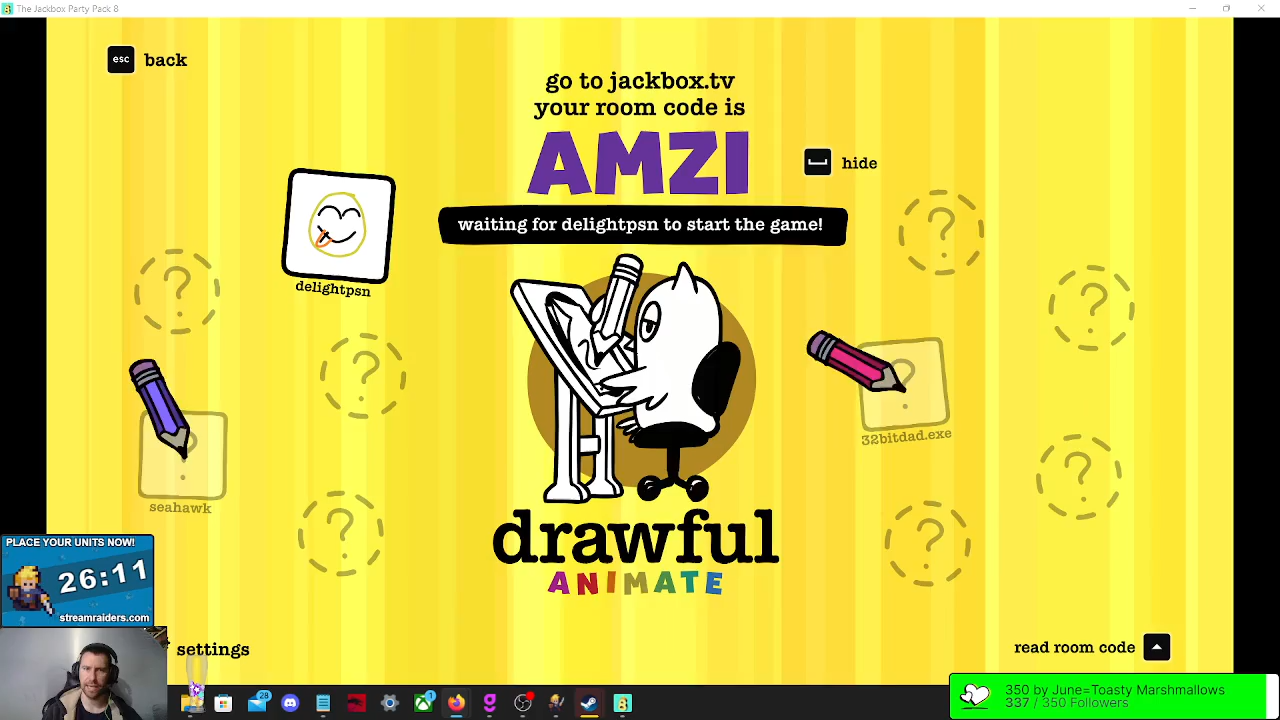 The Jackbox Party Pack 8
esc back
go to jackbox.tv
your room code is
AMZI
hide
waiting for delightpsn to start the game!
delightpsn
32bitdad.exe
seahawk
drawful
ANIMATE
PLACE YOUR UNITS NOW!
26:11
streamraiders.com
settings
read room code
28
1
350 by June=Toasty Marshmallows
337 / 350 Followers